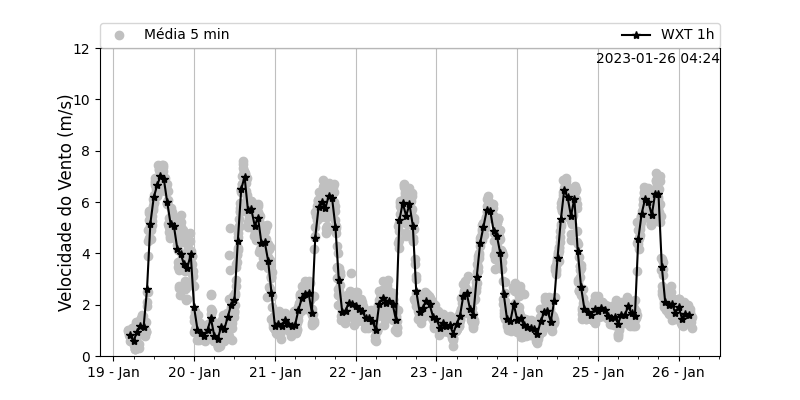 Média 5 min
WXT 1h
2023-01-26 04:24
Velocidade do Vento (m/s)
12
10
8
6
4
2
0
19 - Jan
20 - Jan
21 - Jan
22 - Jan
23 - Jan
24 - Jan
25 - Jan
26 - Jan